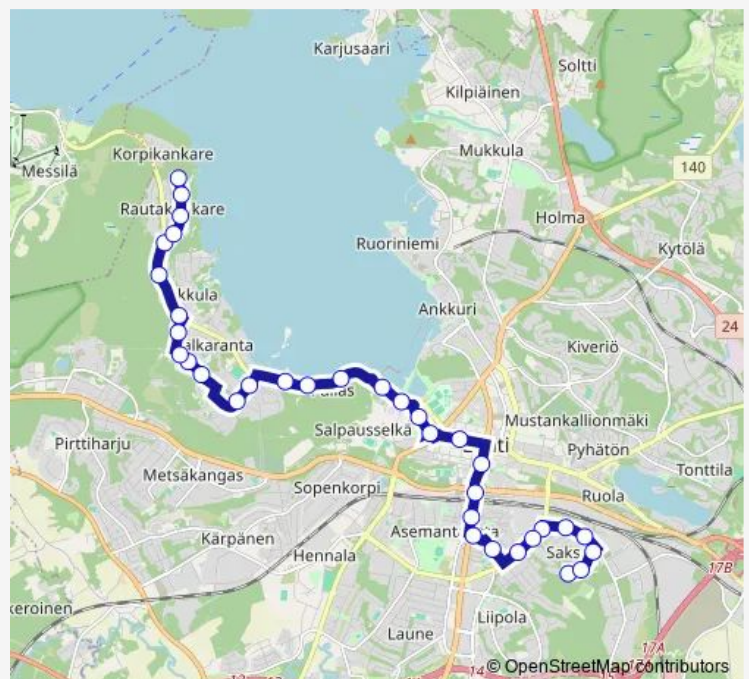 Karjusaari
Soltti
Kilpiäinen
Messilä
Korpikankare
Mukkula
140
Holma
Ruoriniemi
Kytölä
Ankkuri
24
Kiveriö
Salpausselkä
Mustankallionmäki
Pirttiharju
Pyhätön
Metsäkangas
Tonttila
Sopenkorpi
Ruola
Kärpänen
Hennala
17B
Liipola
Laune
17A
14
© OpenStreetMap contributors